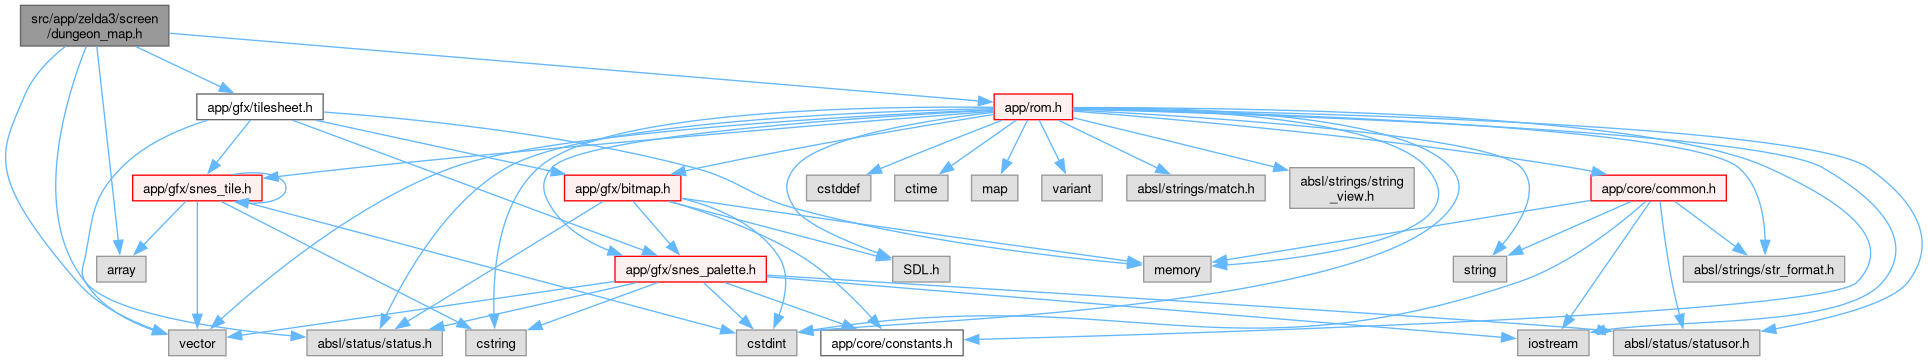 src/app/zelda3/screen
/dungeon_map.h
app/gfx/tilesheet.h
app/rom.h
app/gfx/snes_tile.h
app/gfx/bitmap.h
cstddef
ctime
map
variant
absl/strings/match.h
absl/strings/string
_view.h
app/core/common.h
array
app/gfx/snes_palette.h
SDL.h
memory
string
absl/strings/str_format.h
vector
absl/status/status.h
cstring
cstdint
app/core/constants.h
iostream
absl/status/statusor.h